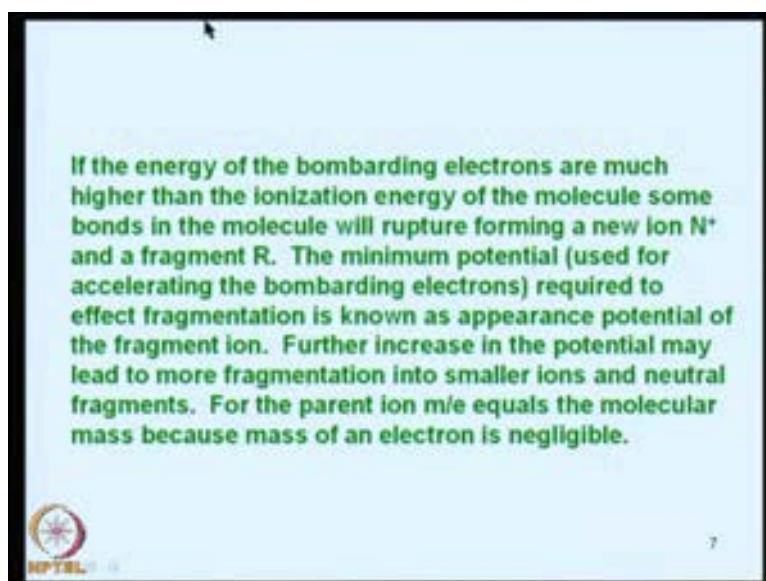 If the energy of the bombarding electrons are much
higher than the ionization energy of the molecule some
bonds in the molecule will rupture forming a new ion N⁺
and a fragment R. The minimum potential (used for
accelerating the bombarding electrons) required to
effect fragmentation is known as appearance potential of
the fragment ion. Further increase in the potential may
lead to more fragmentation into smaller ions and neutral
fragments. For the parent ion m/e equals the molecular
mass because mass of an electron is negligible.
7
NPTEL